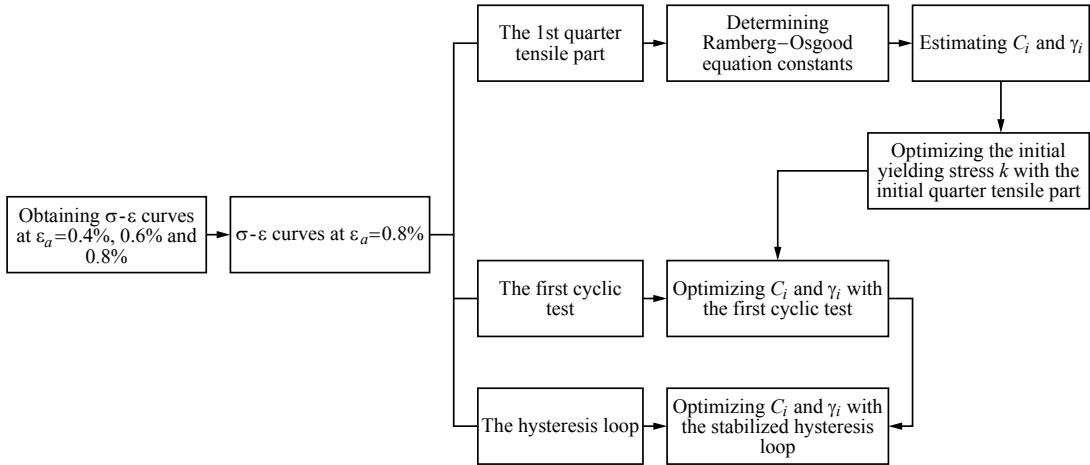 The 1st quarter
tensile part
Determining
Ramberg−Osgood
equation constants
Estimating Cᵢ and γᵢ
Optimizing the initial
yielding stress k with the
initial quarter tensile part
Obtaining σ-ε curves
at εₐ=0.4%, 0.6% and
0.8%
σ-ε curves at εₐ=0.8%
The first cyclic
test
Optimizing Cᵢ and γᵢ with
the first cyclic test
The hysteresis loop
Optimizing Cᵢ and γᵢ with
the stabilized hysteresis
loop